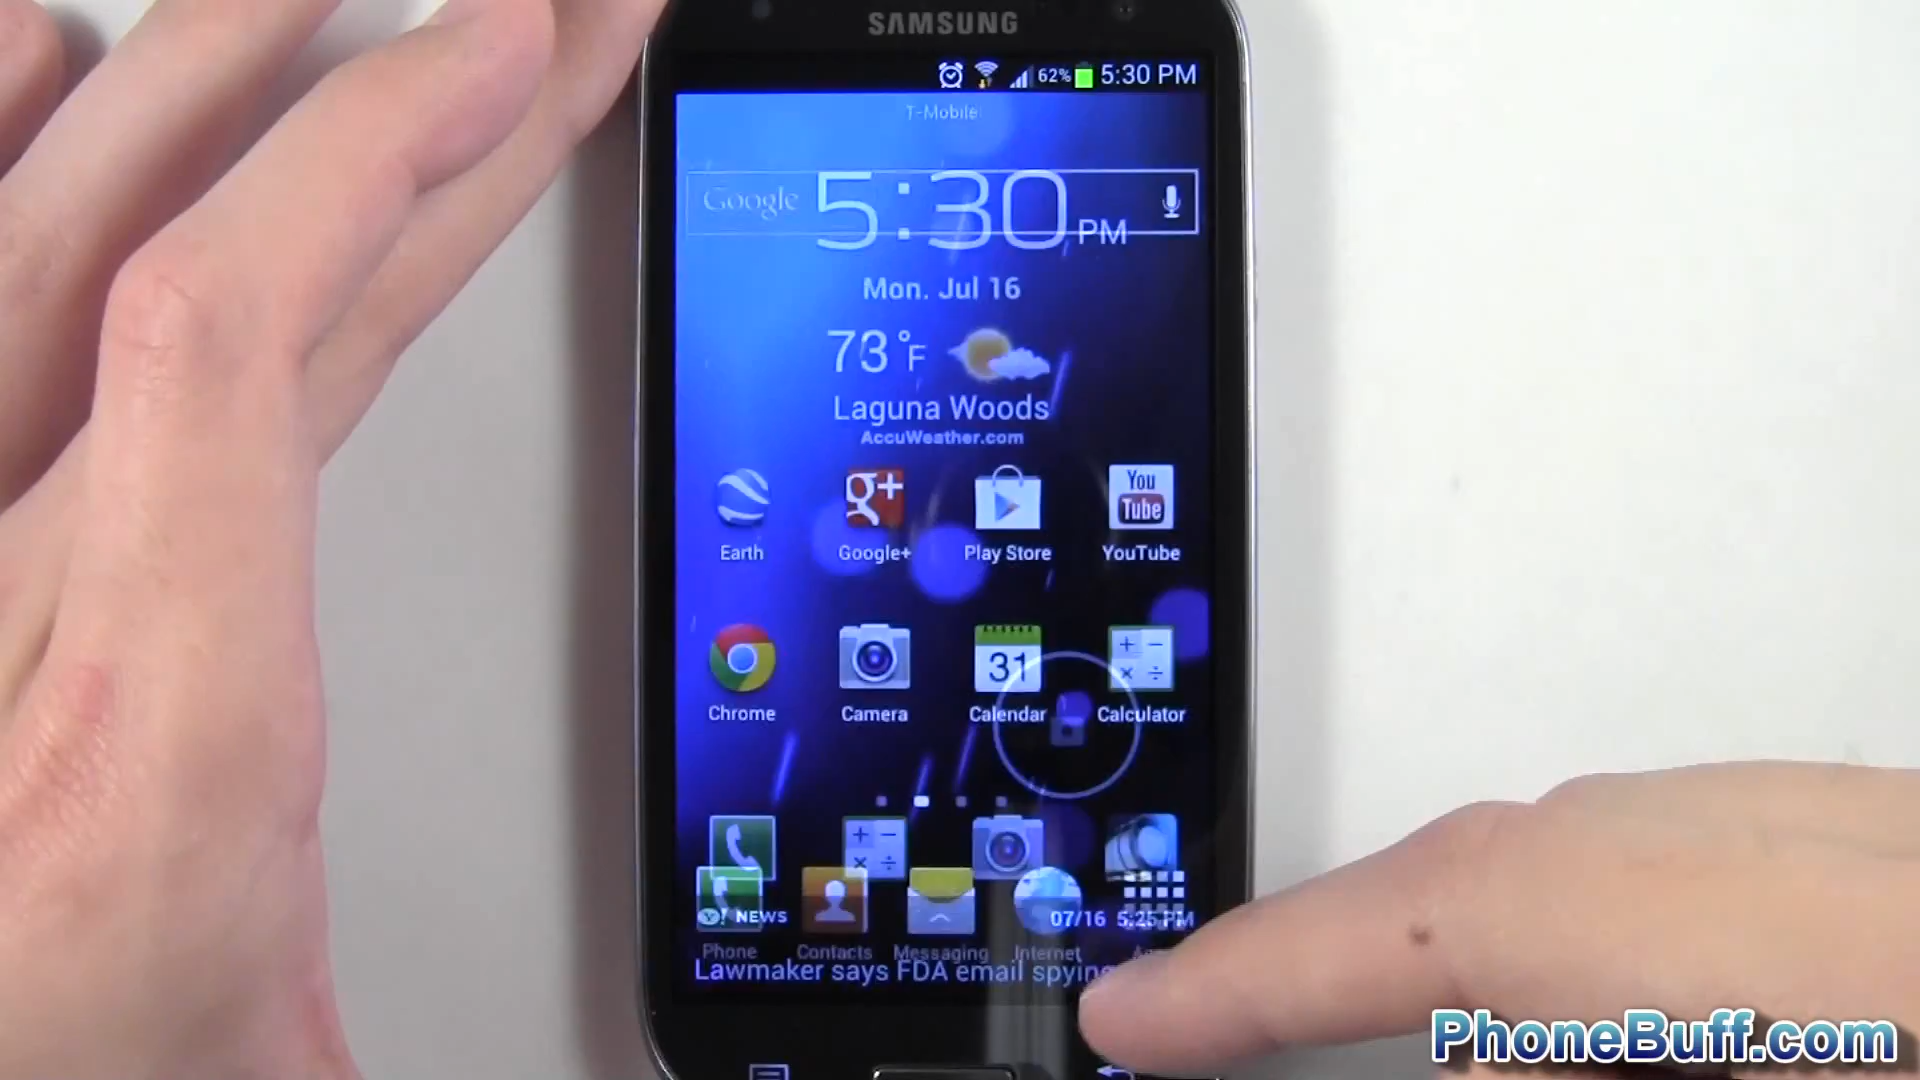 SAMSUNG
62% 5:30 PM
T-Mobile
Google 5:30 PM
Mon. Jul 16
73°F
Laguna Woods
AccuWeather.com
You
Tube
g+
Earth Google+ Play Store YouTube
31
Chrome Camera Calendar Calculator
Y! NEWS 07/16 5:25 PM
Phone Contacts Messaging Internet
Lawmaker says FDA email spying
PhoneBuff.com